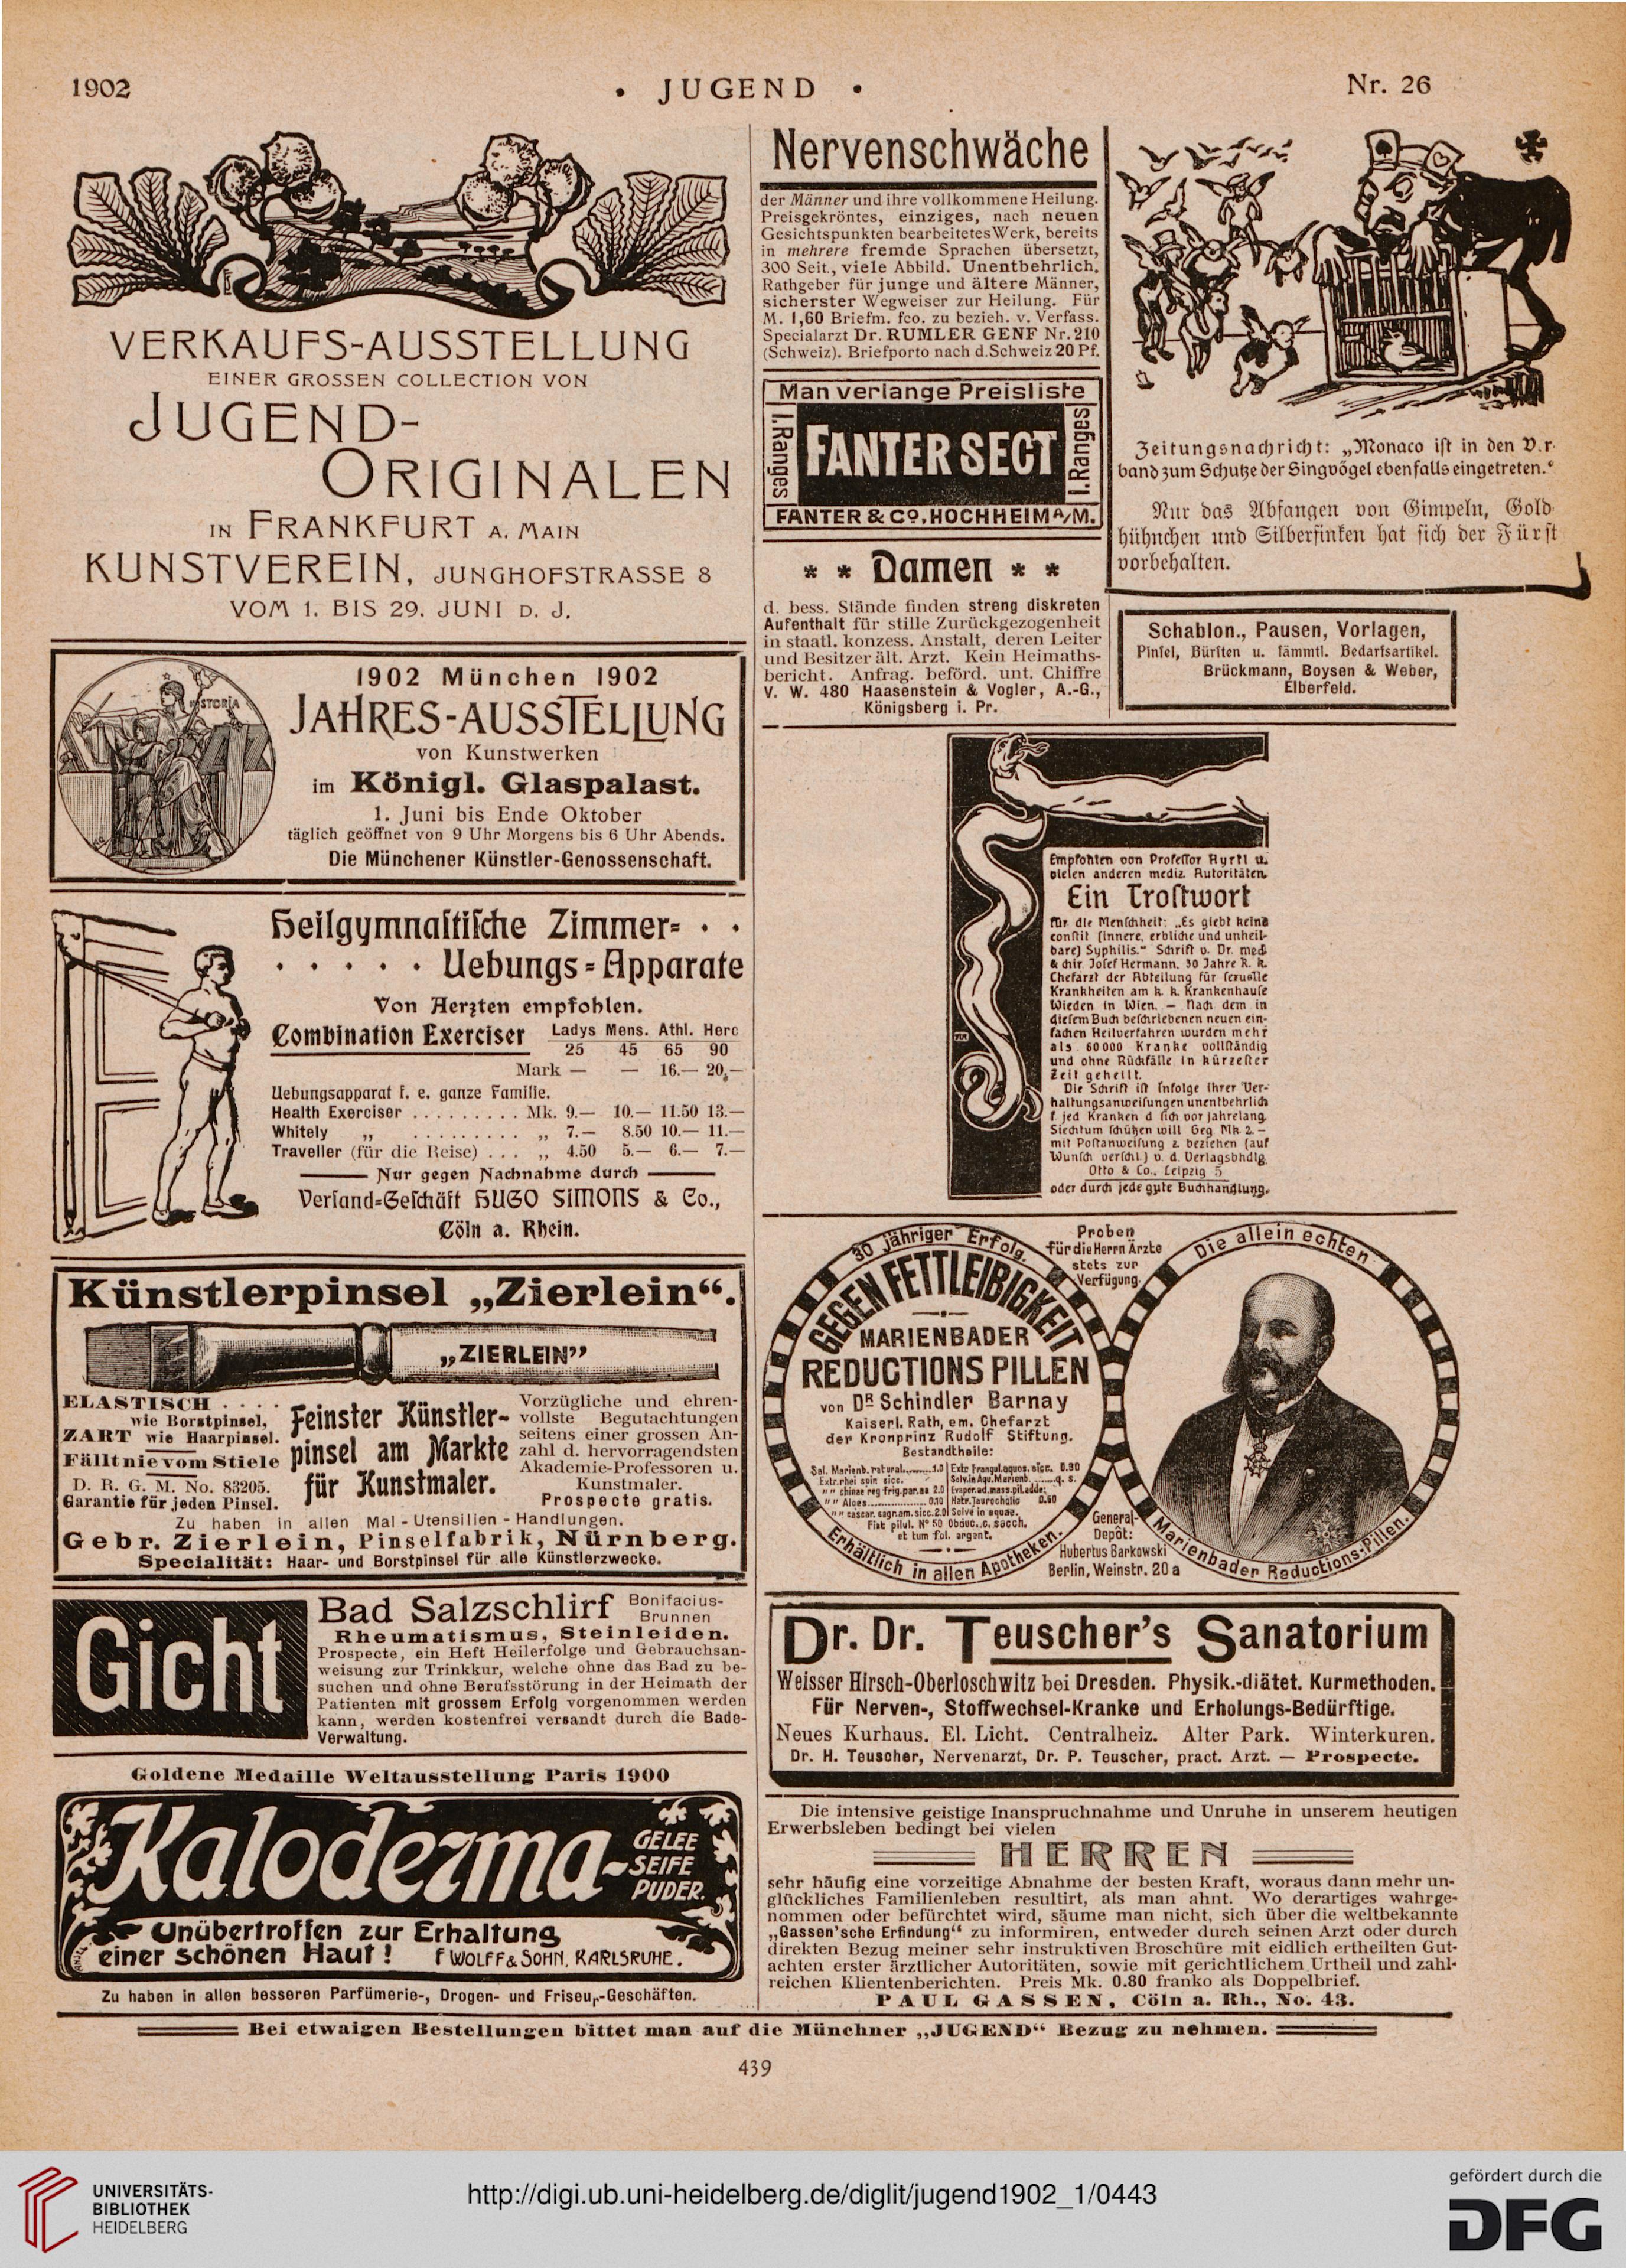 1902
• JUGEND •
Nr. 26
VERKAUFS-AUSSTELLUNG
EINER GROSSEN COLLECTION VON
JUGEND-
ORIGINALEN
IN FRANKFURT A. MAIN
KUNSTVEREIN, JUNGHOFSTRASSE 8
VOM 1. BIS 29. JUNI D. J.
1902 München 1902
JAHRES-AUSSTELLUNG
von Kunstwerken
im Königl. Glaspalast.
1. Juni bis Ende Oktober
täglich geöffnet von 9 Uhr Morgens bis 6 Uhr Abends.
Die Münchener Künstler-Genossenschaft.
Heilgymnaſtiſche Zimmer- • •
• • • • • Uebungs-Apparate
Von Aerzten empfohlen.
Combination Exerciser
Ladys Mens. Athl. Herc
25 45 65 90
Mark — — 16.— 20,—
Uebungsapparat f. e. ganze Familie.
Health Exerciser . . . . . . . . . Mk. 9.— 10.— 11.50 13.—
Whitely „ . . . . . . . . . „ 7.— 8.50 10.— 11.—
Traveller (für die Reise) . . . „ 4.50 5.— 6.— 7.—
Nur gegen Nachnahme durch
Verſand-Geſchäft HUGO SIMONS & Co.,
Cöln a. Rhein.
Künstlerpinsel „Zierlein“.
„ZIERLEIN”
ELASTISCH . . . .
wie Borstpinsel,
ZART wie Haarpinsel.
Fällt nie vom Stiele
D. R. G. M. No. 83205.
Garantie für jeden Pinsel.
Feinster Künstler-
pinsel am Markte
für Kunstmaler.
Vorzügliche und ehren-
vollste Begutachtungen
seitens einer grossen An-
zahl d. hervorragendsten
Akademie-Professoren u.
Kunstmaler.
Prospecte gratis.
Zu haben in allen Mal-Utensilien-Handlungen.
Gebr. Zierlein, Pinselfabrik, Nürnberg.
Specialität: Haar- und Borstpinsel für alle Künstlerzwecke.
Gicht
Bad Salzschlirf Bonifacius-
Brunnen
Rheumatismus, Steinleiden.
Prospecte, ein Heft Heilerfolge und Gebrauchsan-
weisung zur Trinkkur, welche ohne das Bad zu be-
suchen und ohne Berufsstörung in der Heimath der
Patienten mit grossem Erfolg vorgenommen werden
kann, werden kostenfrei versandt durch die Bade-
Verwaltung.
Goldene Medaille Weltausstellung Paris 1900
Kaloderma-
GELEE
SEIFE
PUDER.
Unübertroffen zur Erhaltung
einer schönen Haut! F WOLFF & SOHN, KARLSRUHE.
Zu haben in allen besseren Parfümerie-, Drogen- und Friseur-Geschäften.
Nervenschwäche
der Männer und ihre vollkommene Heilung.
Preisgekröntes, einziges, nach neuen
Gesichtspunkten bearbeitetes Werk, bereits
in mehrere fremde Sprachen übersetzt,
300 Seit., viele Abbild. Unentbehrlich.
Rathgeber für junge und ältere Männer,
sicherster Wegweiser zur Heilung. Für
M. 1,60 Briefm. fco. zu bezieh. v. Verfass.
Specialarzt Dr. RUMLER GENF Nr. 210
(Schweiz). Briefporto nach d. Schweiz 20 Pf.
Man verlange Preisliste
I. Ranges
FANTER SECT
I. Ranges
FANTER & Co. HOCHHEIM A/M.
* * Damen * *
d. bess. Stände finden streng diskreten
Aufenthalt für stille Zurückgezogenheit
in staatl. konzess. Anstalt, deren Leiter
und Besitzer ält. Arzt. Kein Heimaths-
bericht. Anfrag. beförd. unt. Chiffre
V. W. 480 Haasenstein & Vogler, A.-G.,
Königsberg i. Pr.
Zeitungsnachricht: „Monaco iſt in den V.r
band zum Schutze der Singvögel ebenfalls eingetreten.“
Nur das Abfangen von Gimpeln, Gold
hühnchen und Silberfinken hat ſich der Fürſt
vorbehalten.
Schablon., Pausen, Vorlagen,
Pinſel, Bürſten u. ſämmtl. Bedarfsartikel.
Brückmann, Boysen & Weber,
Elberfeld.
Empfohlen von Profeſſor Hyrtl u.
vielen anderen mediz. Autoritäten.
Ein Troſtwort
für die Menſchheit: „Es giebt keine
conſtit (innere, erbliche und unheil-
bare) Syphilis.“ Schrift v. Dr. med.
& chir. Joſef Hermann, 30 Jahre K. k.
Chefarzt der Abteilung für ſexuelle
Krankheiten am k. k. Krankenhauſe
Wieden in Wien. — Nach dem in
dieſem Buch beſchriebenen neuen ein-
fachen Heilverfahren wurden mehr
als 60000 Kranke vollſtändig
und ohne Rückfälle in kürzeſter
Zeit geheilt.
Die Schrift iſt infolge ihrer Ver-
haltungsanweiſungen unentbehrlich
f. jed Kranken d ſich vor jahrelang.
Siechtum ſchützen will Geg Mk. 2.—
mit Poſtanweiſung z. beziehen (auf
Wunſch verſchl.) v. d. Verlagsbhdlg.
Otto & Co., Leipzig 5
oder durch jede gute Buchhandlung.
30 jähriger Erfolg.
GEGEN FETTLEIBIGKEIT
MARIENBADER
REDUCTIONS PILLEN
von DR Schindler Barnay
Kaiserl. Rath, em. Chefarzt
der Kronprinz Rudolf Stiftung.
Bestandtheile:
Fiat pilul. No 50 Obduc. c. sacch.
et cum fol. argent.
Erhältlich in allen Apotheken.
Proben
für die Herrn Ärzte
stets zur
Verfügung.
General-
Depôt:
Hubertus Barkowski
Berlin, Weinstr. 20 a
Die allein echten
Marienbader Reductions-Pillen.
Dr. Dr. Teuscher's Sanatorium
Weisser Hirsch-Oberloschwitz bei Dresden. Physik.-diätet. Kurmethoden.
Für Nerven-, Stoffwechsel-Kranke und Erholungs-Bedürftige.
Neues Kurhaus. El. Licht. Centralheiz. Alter Park. Winterkuren.
Dr. H. Teuscher, Nervenarzt, Dr. P. Teuscher, pract. Arzt. — Prospecte.
Die intensive geistige Inanspruchnahme und Unruhe in unserem heutigen
Erwerbsleben bedingt bei vielen
HERREN
sehr häufig eine vorzeitige Abnahme der besten Kraft, woraus dann mehr un-
glückliches Familienleben resultirt, als man ahnt. Wo derartiges wahrge-
nommen oder befürchtet wird, säume man nicht, sich über die weltbekannte
„Gassen'sche Erfindung“ zu informiren, entweder durch seinen Arzt oder durch
direkten Bezug meiner sehr instruktiven Broschüre mit eidlich ertheilten Gut-
achten erster ärztlicher Autoritäten, sowie mit gerichtlichem Urtheil und zahl-
reichen Klientenberichten. Preis Mk. 0.80 franko als Doppelbrief.
PAUL GASSEN, Cöln a. Rh., No. 43.
Bei etwaigen Bestellungen bittet man auf die Münchner „JUGEND“ Bezug zu nehmen.
439
UNIVERSITÄTS-
BIBLIOTHEK
HEIDELBERG
http://digi.ub.uni-heidelberg.de/diglit/jugend1902_1/0443
gefördert durch die
DFG